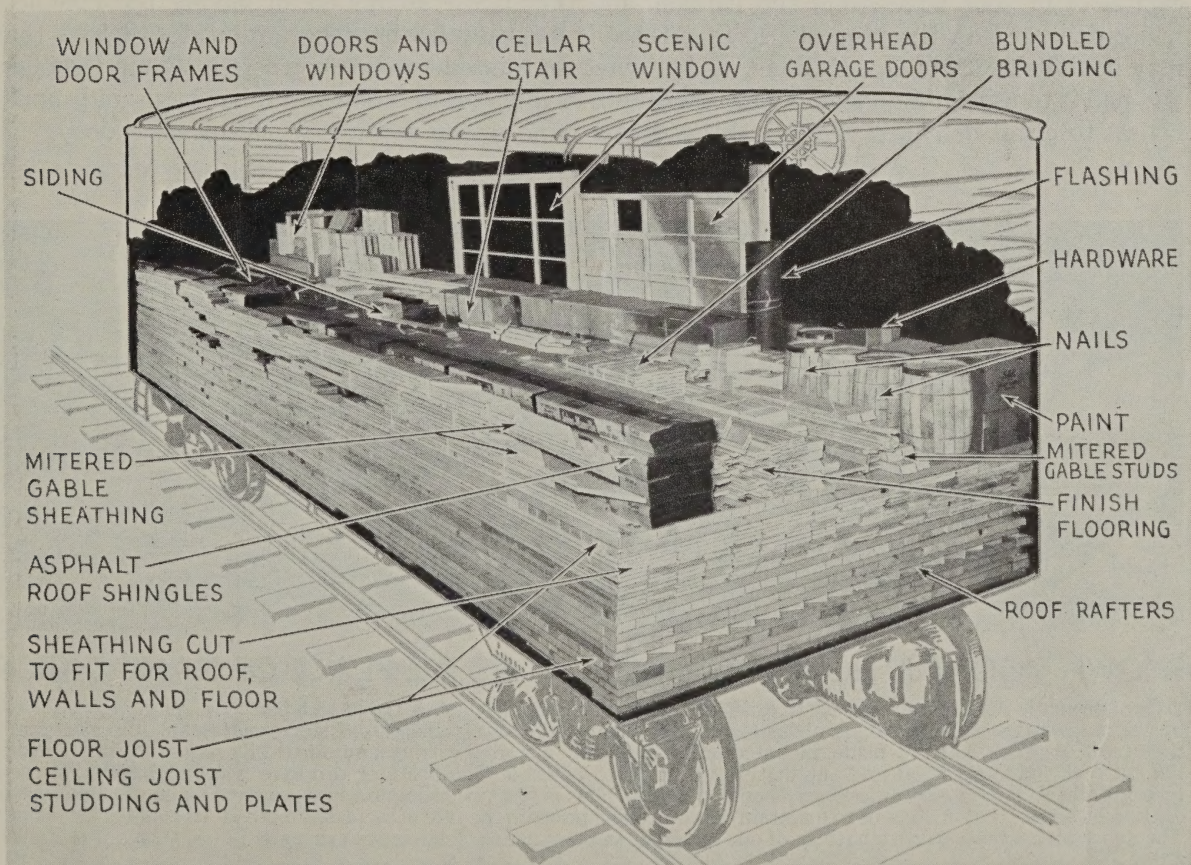 WINDOW AND
DOOR FRAMES
DOORS AND
WINDOWS
CELLAR
STAIR
SCENIC
WINDOW
OVERHEAD
GARAGE DOORS
BUNDLED
BRIDGING
SIDING
FLASHING
HARDWARE
NAILS
PAINT
MITERED
GABLE STUDS
FINISH
FLOORING
MITERED
GABLE
SHEATHING
ASPHALT
ROOF SHINGLES
ROOF RAFTERS
SHEATHING CUT
TO FIT FOR ROOF,
WALLS AND FLOOR
FLOOR JOIST
CEILING JOIST
STUDDING AND PLATES